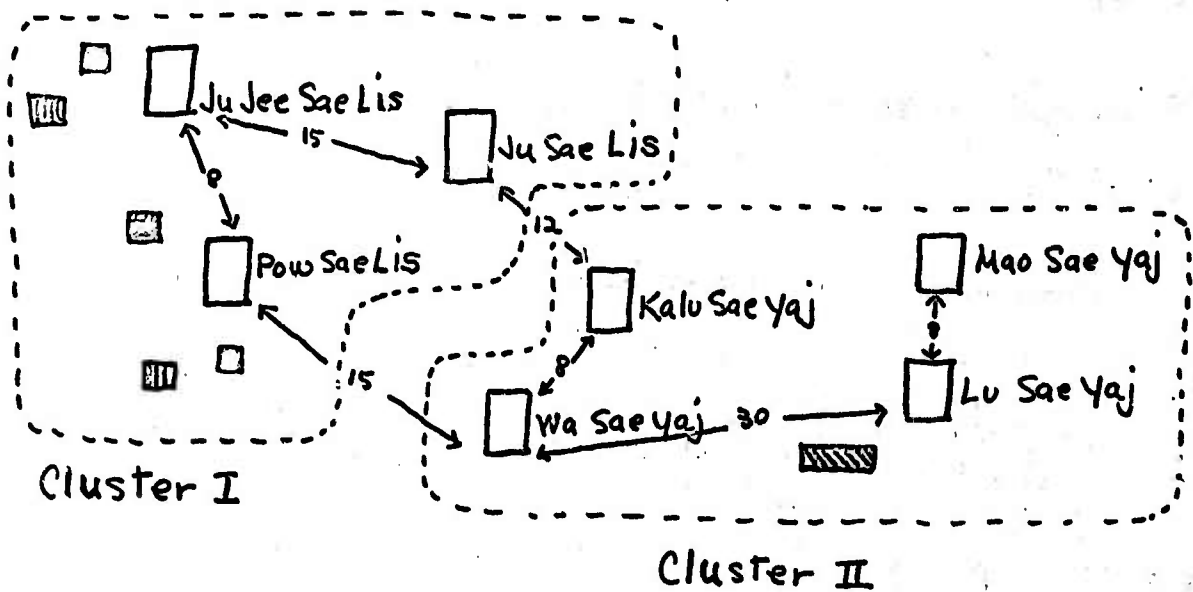 Ju Jee Sae Lis
15
Ju Sae Lis
8
12
Pow Sae Lis
Mao Sae Yaj
Kalu Sae Yaj
8
15
8
Lu Sae Yaj
Wa Sae Yaj
30
Cluster I
Cluster II